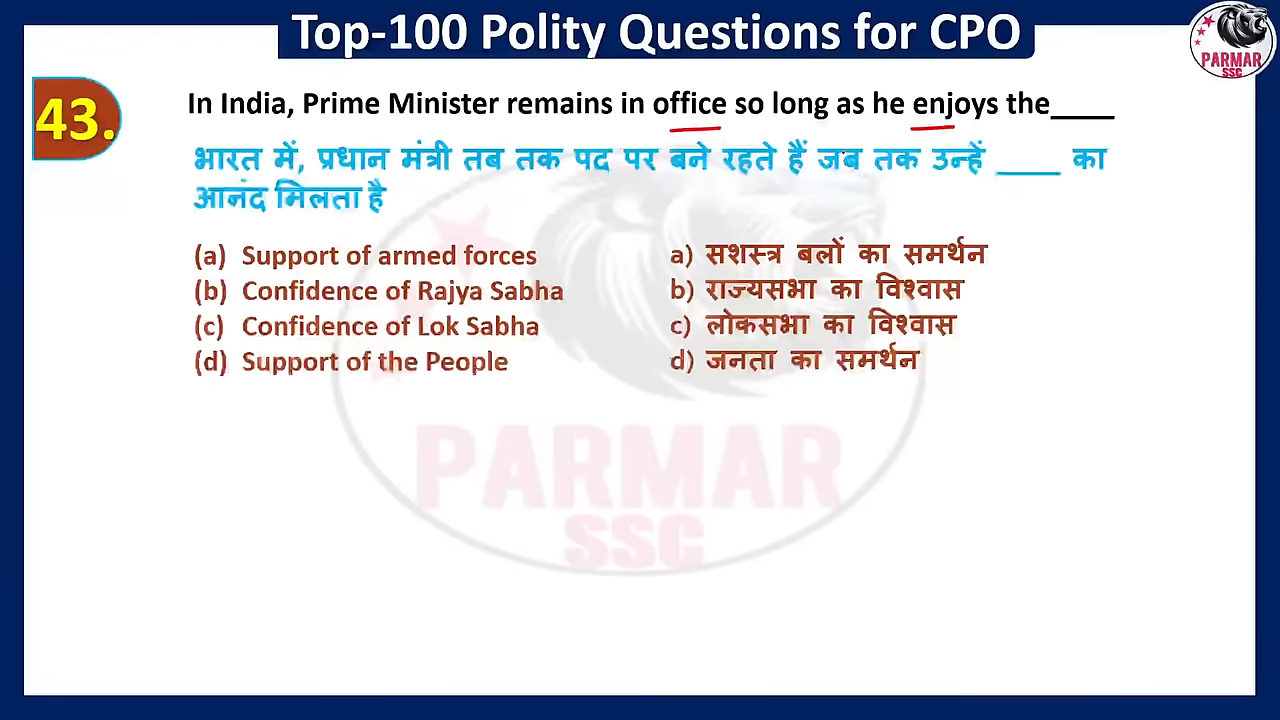 Top-100 Polity Questions for CPO
PARMAR
SSC
43.
In India, Prime Minister remains in office so long as he enjoys the____
भारत में, प्रधान मंत्री तब तक पद पर बने रहते हैं जब तक उन्हें ____ का
आनंद मिलता है
(a) Support of armed forces
(b) Confidence of Rajya Sabha
(c) Confidence of Lok Sabha
(d) Support of the People
a) सशस्त्र बलों का समर्थन
b) राज्यसभा का विश्वास
c) लोकसभा का विश्वास
d) जनता का समर्थन
PARMAR
SSC